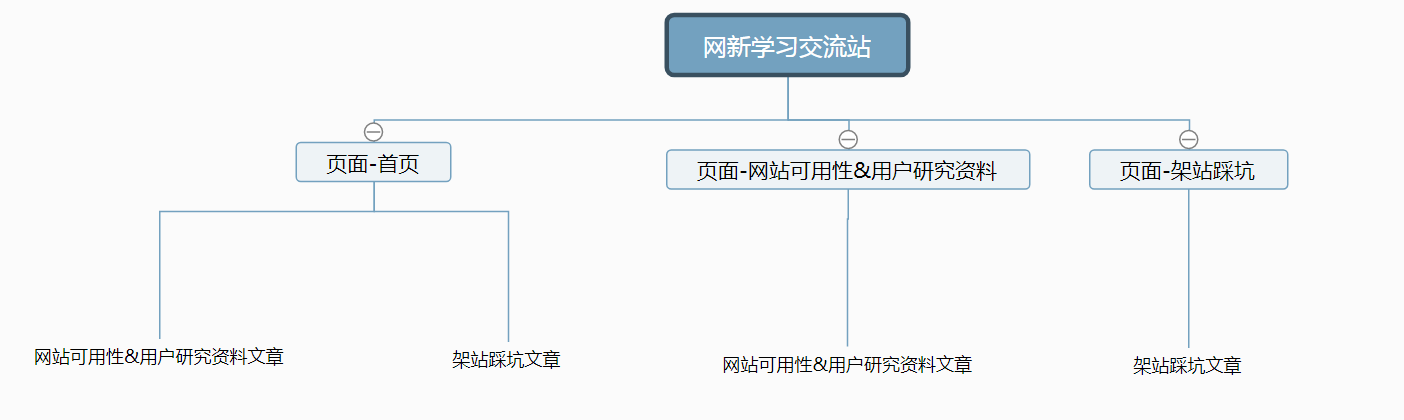 网新学习交流站
页面-首页
页面-网站可用性&用户研究资料
页面-架站踩坑
网站可用性&用户研究资料文章
架站踩坑文章
网站可用性&用户研究资料文章
架站踩坑文章